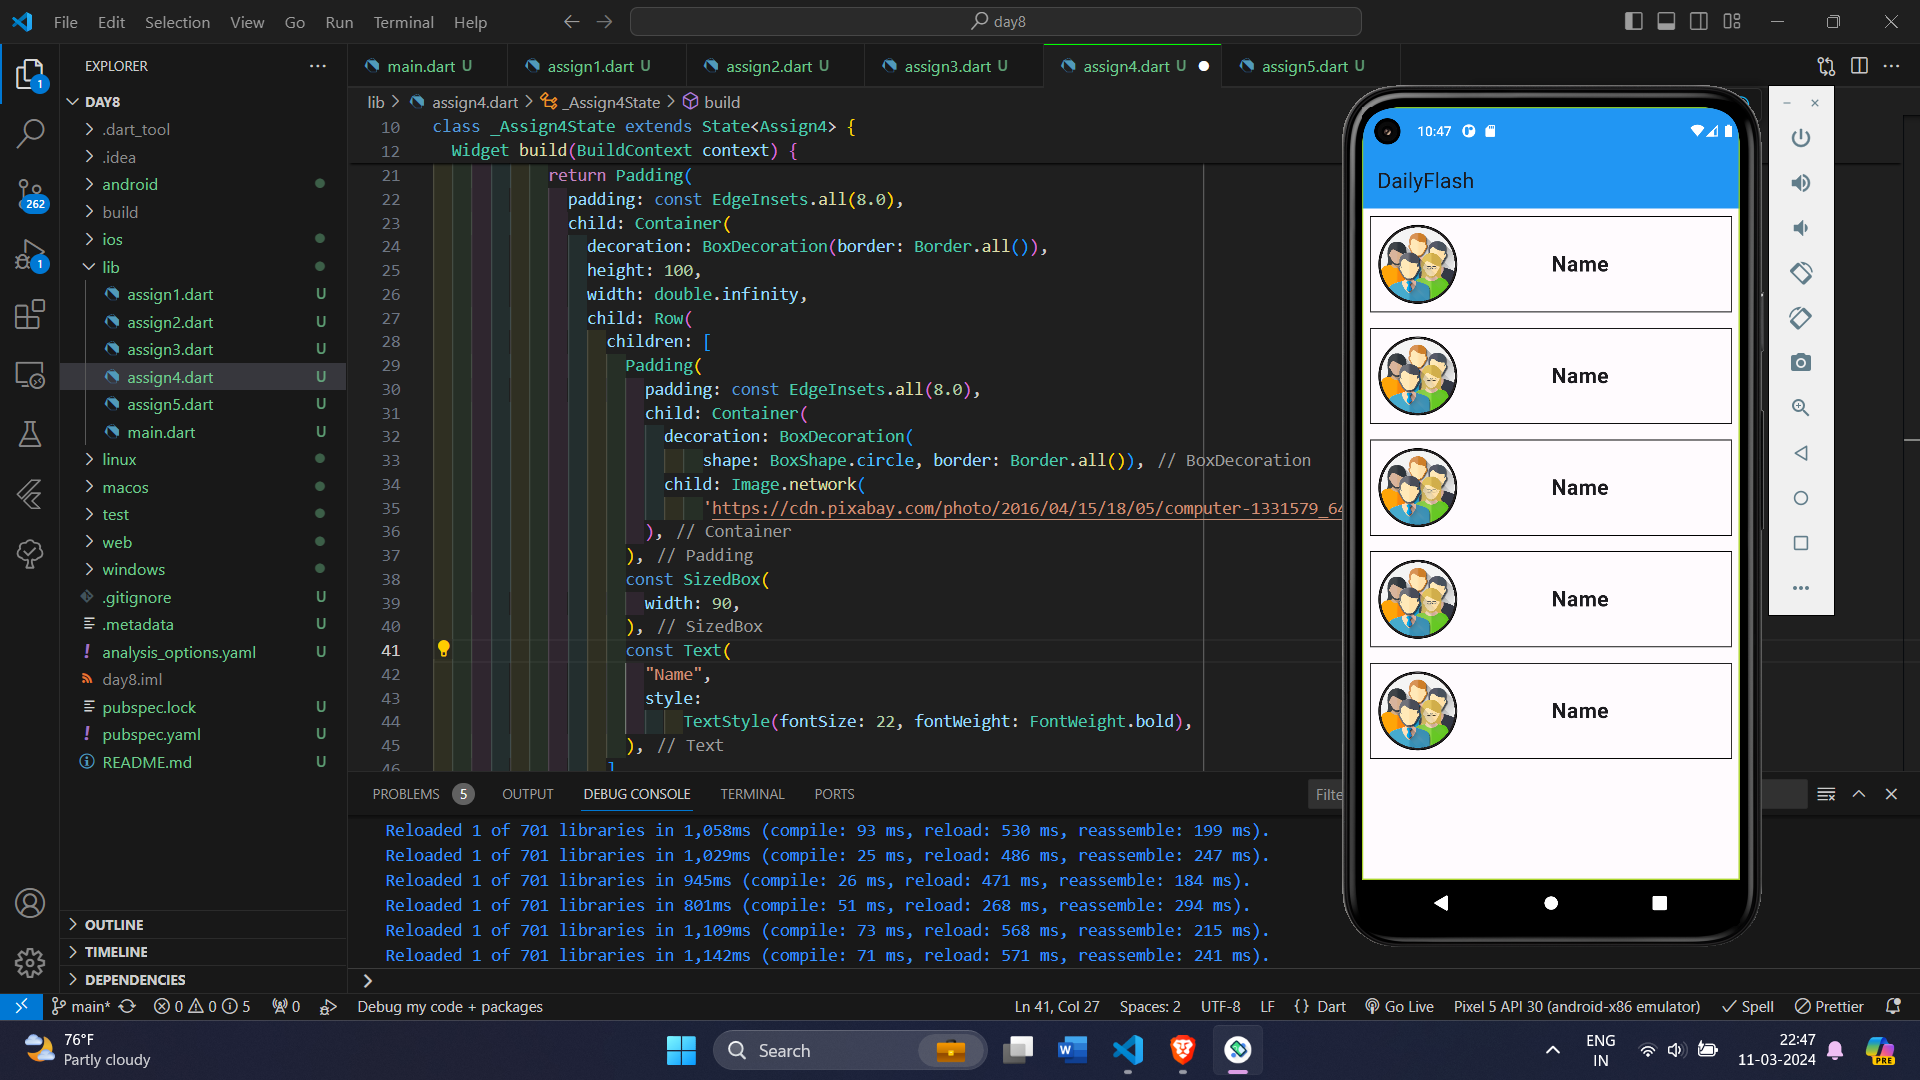 File Edit Selection View Go Run Terminal Help
day8
EXPLORER
DAY8
.dart_tool
.idea
android
build
ios
lib
assign1.dart U
assign2.dart U
assign3.dart U
assign4.dart U
assign5.dart U
main.dart U
linux
macos
test
web
windows
.gitignore U
.metadata U
analysis_options.yaml U
day8.iml
pubspec.lock U
pubspec.yaml U
README.md U
OUTLINE
TIMELINE
DEPENDENCIES
1
262
1
main.dart U assign1.dart U assign2.dart U assign3.dart U assign4.dart U assign5.dart U
lib > assign4.dart > _Assign4State > build
10 class _Assign4State extends State<Assign4> {
12 Widget build(BuildContext context) {
21 return Padding(
22 padding: const EdgeInsets.all(8.0),
23 child: Container(
24 decoration: BoxDecoration(border: Border.all()),
25 height: 100,
26 width: double.infinity,
27 child: Row(
28 children: [
29 Padding(
30 padding: const EdgeInsets.all(8.0),
31 child: Container(
32 decoration: BoxDecoration(
33 shape: BoxShape.circle, border: Border.all()), // BoxDecoration
34 child: Image.network(
35 'https://cdn.pixabay.com/photo/2016/04/15/18/05/computer-1331579_64
36 ), // Container
37 ), // Padding
38 const SizedBox(
39 width: 90,
40 ), // SizedBox
41 const Text(
42 "Name",
43 style:
44 TextStyle(fontSize: 22, fontWeight: FontWeight.bold),
45 ), // Text
46 ]
10:47
DailyFlash
Name
Name
Name
Name
Name
PROBLEMS 5 OUTPUT DEBUG CONSOLE TERMINAL PORTS Filte
Reloaded 1 of 701 libraries in 1,058ms (compile: 93 ms, reload: 530 ms, reassemble: 199 ms).
Reloaded 1 of 701 libraries in 1,029ms (compile: 25 ms, reload: 486 ms, reassemble: 247 ms).
Reloaded 1 of 701 libraries in 945ms (compile: 26 ms, reload: 471 ms, reassemble: 184 ms).
Reloaded 1 of 701 libraries in 801ms (compile: 51 ms, reload: 268 ms, reassemble: 294 ms).
Reloaded 1 of 701 libraries in 1,109ms (compile: 73 ms, reload: 568 ms, reassemble: 215 ms).
Reloaded 1 of 701 libraries in 1,142ms (compile: 71 ms, reload: 571 ms, reassemble: 241 ms).
>
main* 0 0 5 0 Debug my code + packages Ln 41, Col 27 Spaces: 2 UTF-8 LF {} Dart Go Live Pixel 5 API 30 (android-x86 emulator) Spell Prettier
76°F
Partly cloudy
Search
ENG
IN
22:47
11-03-2024
PRE